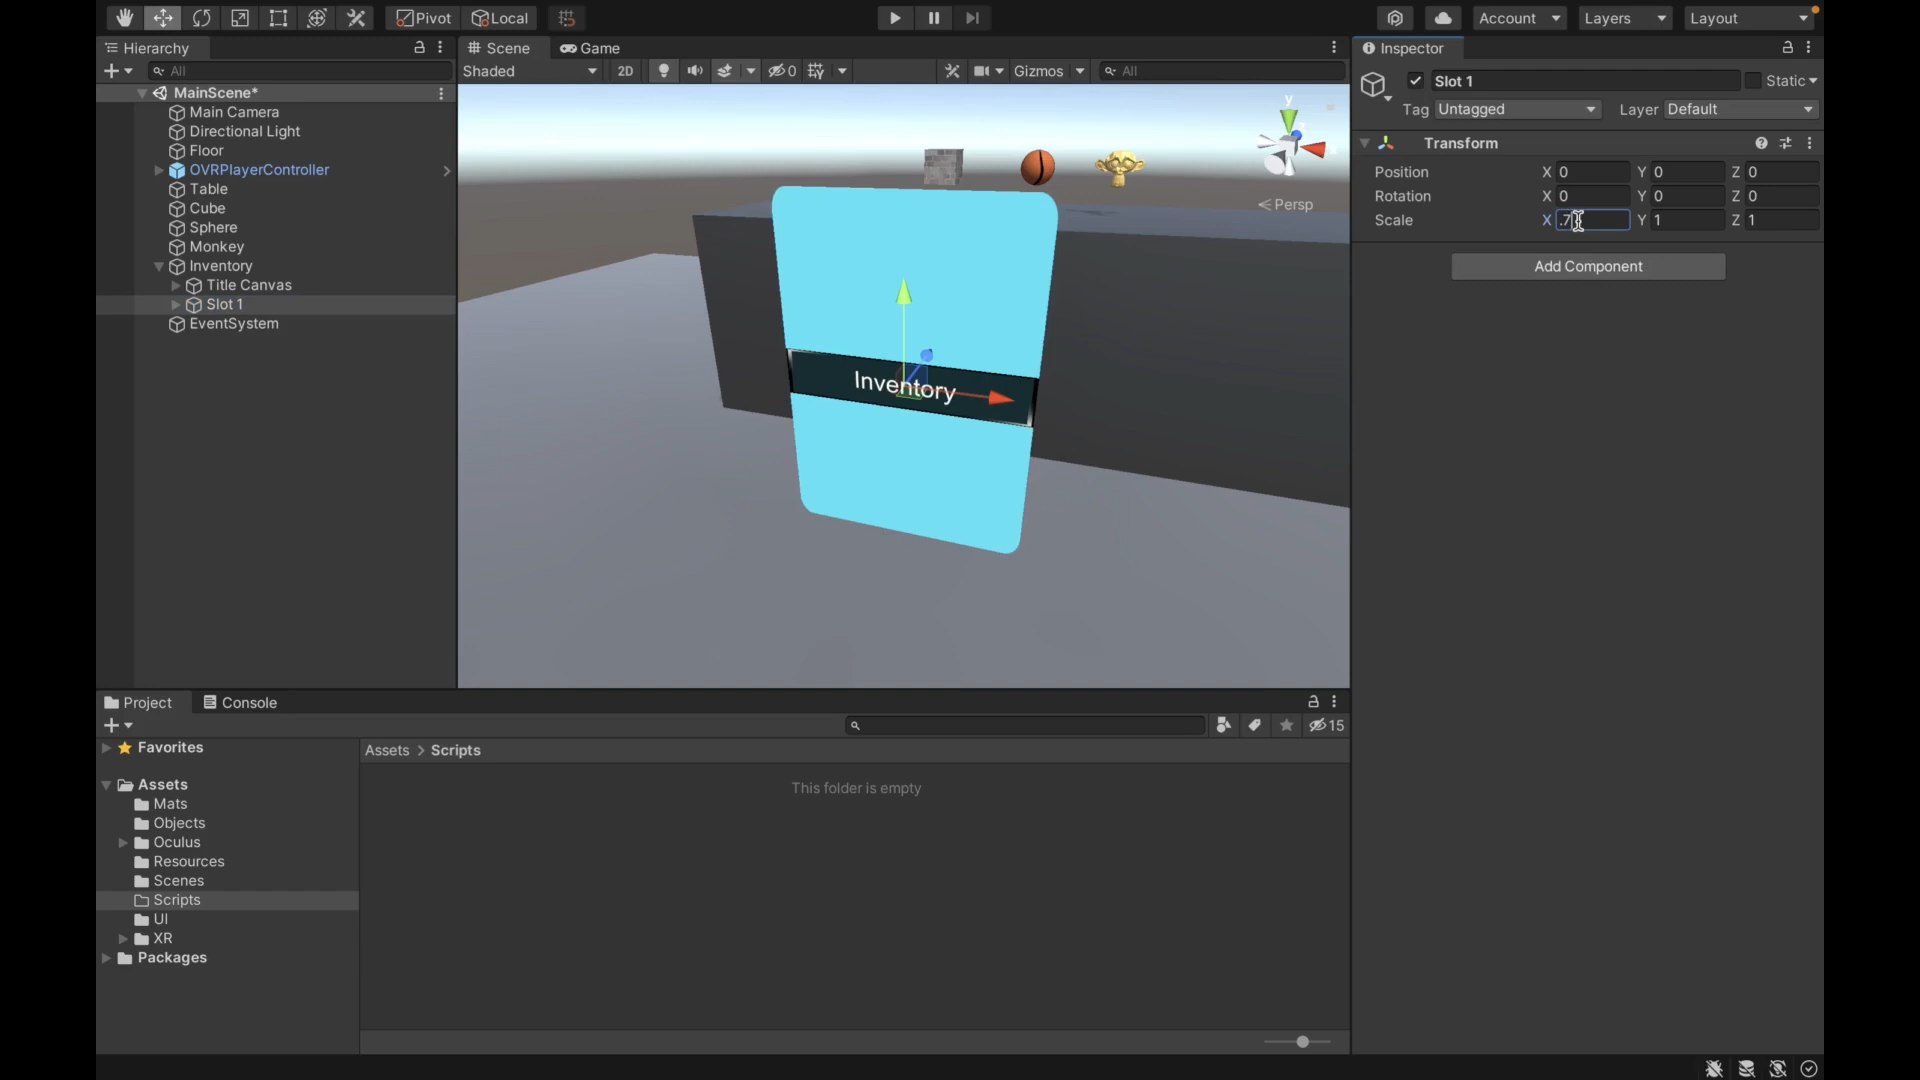 Pivot Local Account Layers Layout
Hierarchy
All
MainScene*
Main Camera
Directional Light
Floor
OVRPlayerController
Table
Cube
Sphere
Monkey
Inventory
Title Canvas
Slot 1
EventSystem
Scene Game
Shaded 2D 0 Gizmos All
y
x
Persp
Inventory
Inspector
Slot 1 Static
Tag Untagged Layer Default
Transform
Position X 0 Y 0 Z 0
Rotation X 0 Y 0 Z 0
Scale X .7 Y 1 Z 1
Add Component
Project Console
15
Favorites
Assets
Mats
Objects
Oculus
Resources
Scenes
Scripts
UI
XR
Packages
Assets > Scripts
This folder is empty